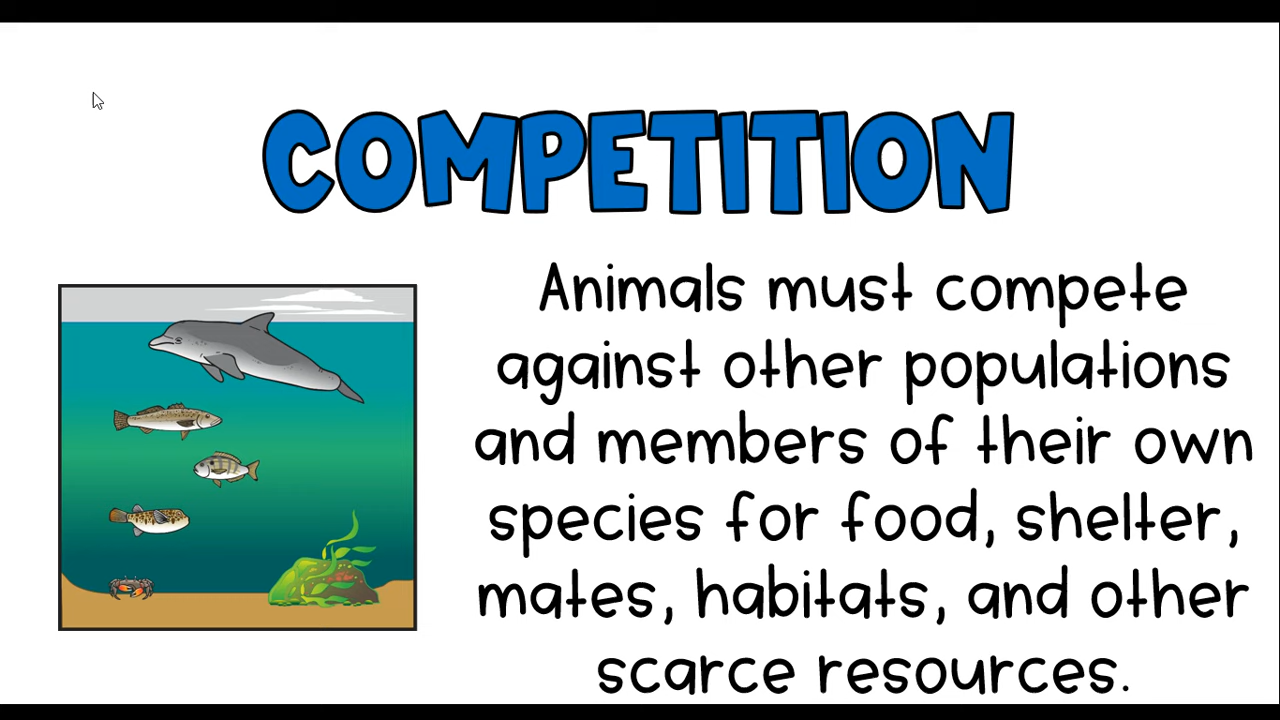 COMPETITION
Animals must compete
against other populations
and members of their own
species for food, shelter,
mates, habitats, and other
scarce resources.